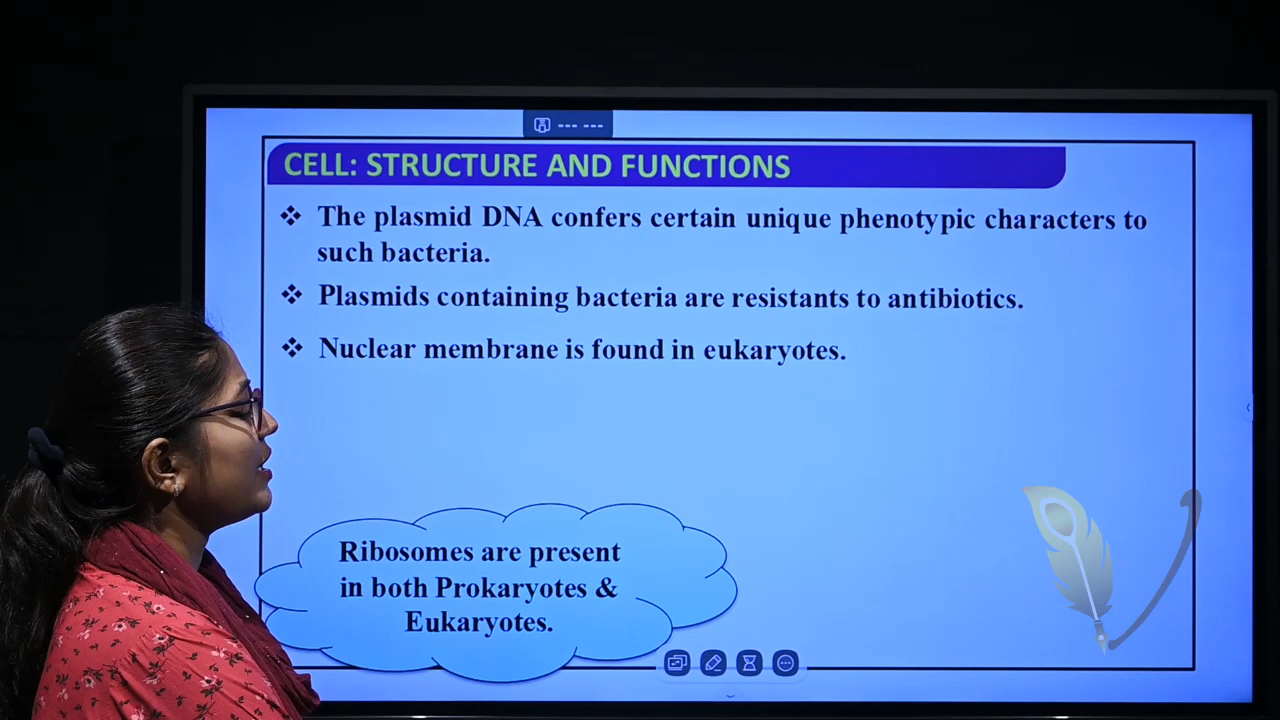 --- ---
CELL: STRUCTURE AND FUNCTIONS
❖ The plasmid DNA confers certain unique phenotypic characters to
such bacteria.
❖ Plasmids containing bacteria are resistants to antibiotics.
❖ Nuclear membrane is found in eukaryotes.
Ribosomes are present
in both Prokaryotes &
Eukaryotes.